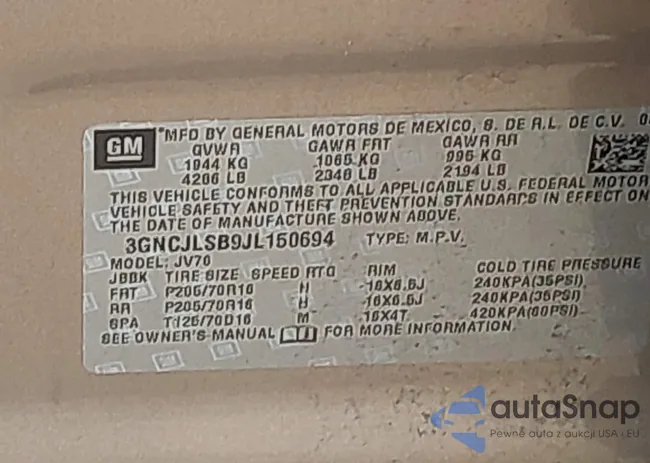 GM
*MFD BY GENERAL MOTORS DE MEXICO, S. DE R.L. DE C.V. 0
GVWR GAWR FRT GAWR RR
1944 KG 1065 KG 995 KG
4286 LB 2348 LB 2194 LB
THIS VEHICLE CONFORMS TO ALL APPLICABLE U.S. FEDERAL MOTOR
VEHICLE SAFETY AND THEFT PREVENTION STANDARDS IN EFFECT ON
THE DATE OF MANUFACTURE SHOWN ABOVE.
3GNCJLSB9JL150694 TYPE: M.P.V.
MODEL: JV70
JBBK TIRE SIZE SPEED RTG RIM COLD TIRE PRESSURE
FRT P205/70R16 H 16X6.5J 240KPA(35PSI)
RR P205/70R16 H 16X6.5J 240KPA(35PSI)
SPA T125/70D16 M 16X4T 420KPA(60PSI)
SEE OWNER'S MANUAL FOR MORE INFORMATION.
autaSnap
Pewne auta z aukcji USA i EU